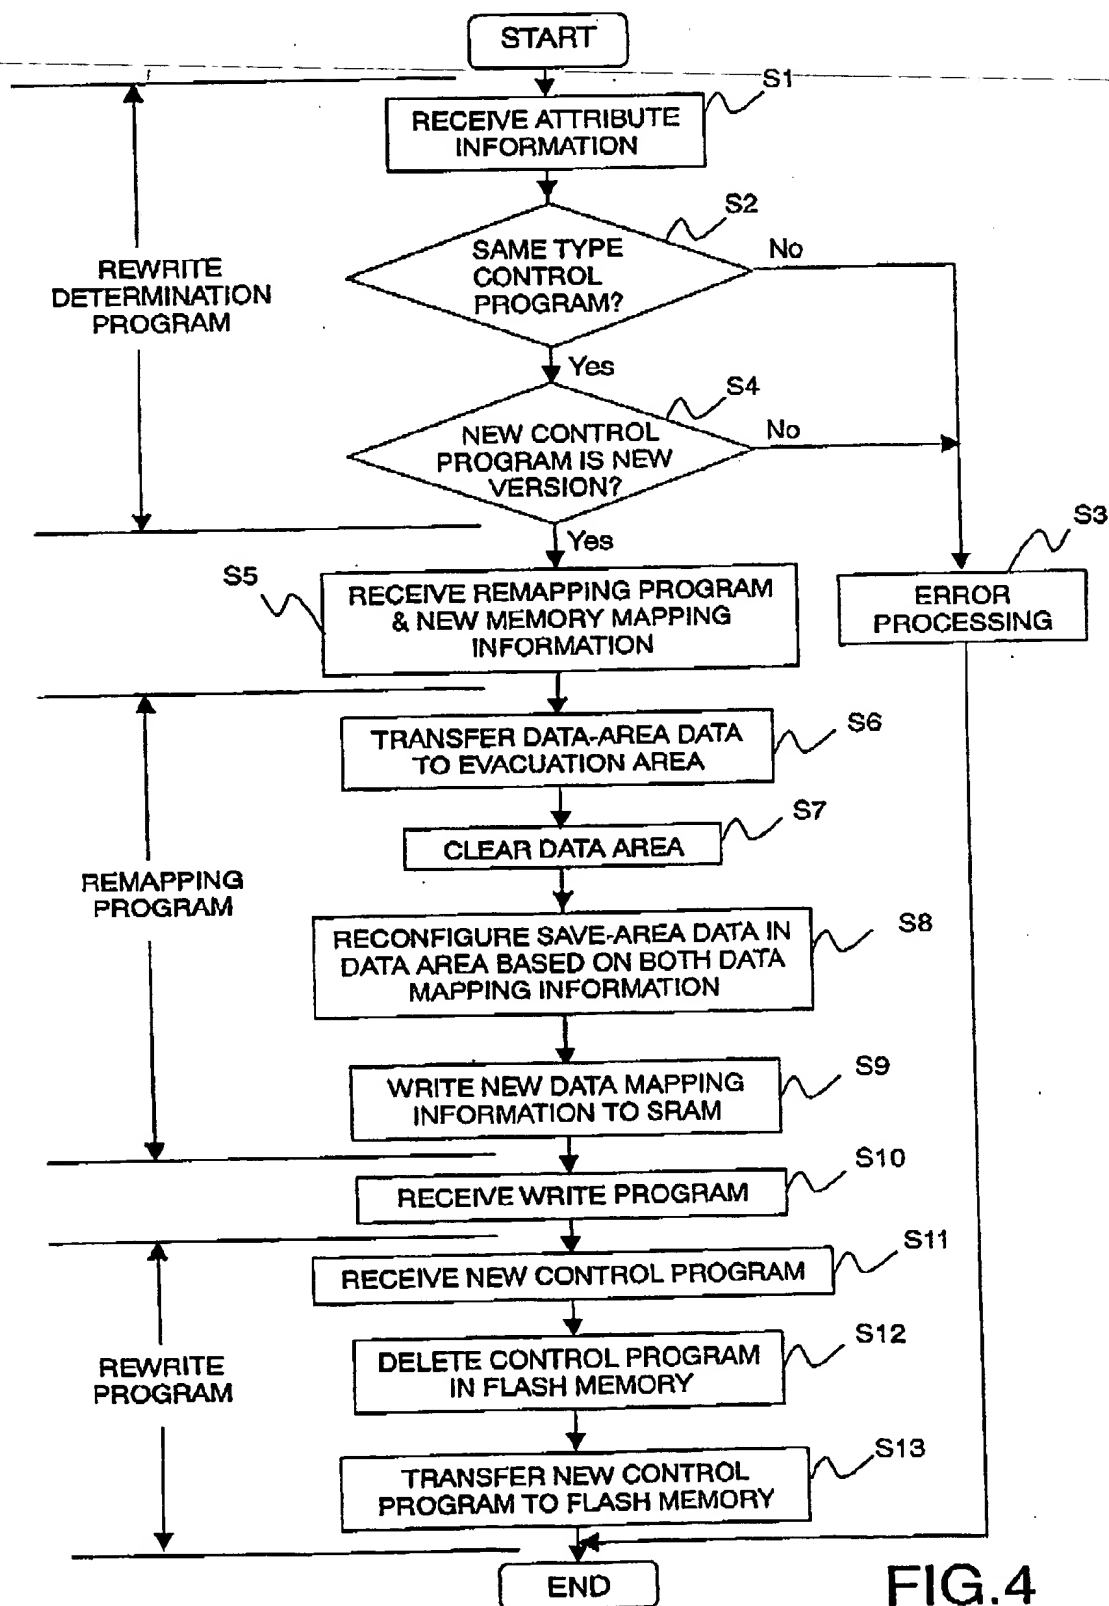 START
S1
RECEIVE ATTRIBUTE
INFORMATION
S2
SAME TYPE
CONTROL
PROGRAM?
No
REWRITE
DETERMINATION
PROGRAM
Yes
S4
NEW CONTROL
PROGRAM IS NEW
VERSION?
No
Yes
S3
ERROR
PROCESSING
S5
RECEIVE REMAPPING PROGRAM
& NEW MEMORY MAPPING
INFORMATION
S6
TRANSFER DATA-AREA DATA
TO EVACUATION AREA
S7
CLEAR DATA AREA
REMAPPING
PROGRAM
S8
RECONFIGURE SAVE-AREA DATA IN
DATA AREA BASED ON BOTH DATA
MAPPING INFORMATION
S9
WRITE NEW DATA MAPPING
INFORMATION TO SRAM
S10
RECEIVE WRITE PROGRAM
S11
RECEIVE NEW CONTROL PROGRAM
S12
DELETE CONTROL PROGRAM
IN FLASH MEMORY
REWRITE
PROGRAM
S13
TRANSFER NEW CONTROL
PROGRAM TO FLASH MEMORY
END
FIG.4